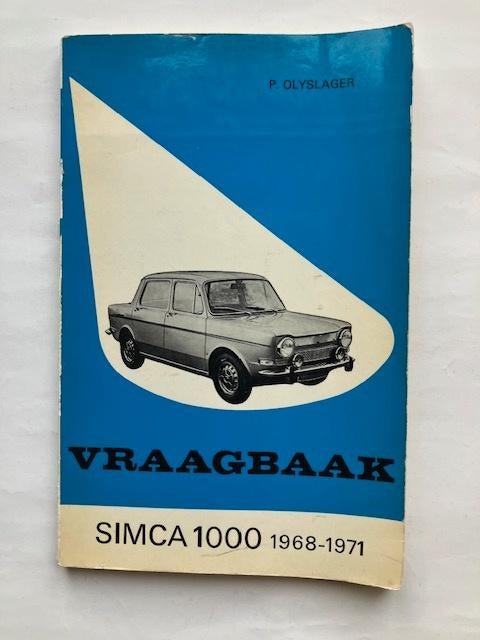 P. OLYSLAGER
VRAAGBAAK
SIMCA 1000 1968-1971